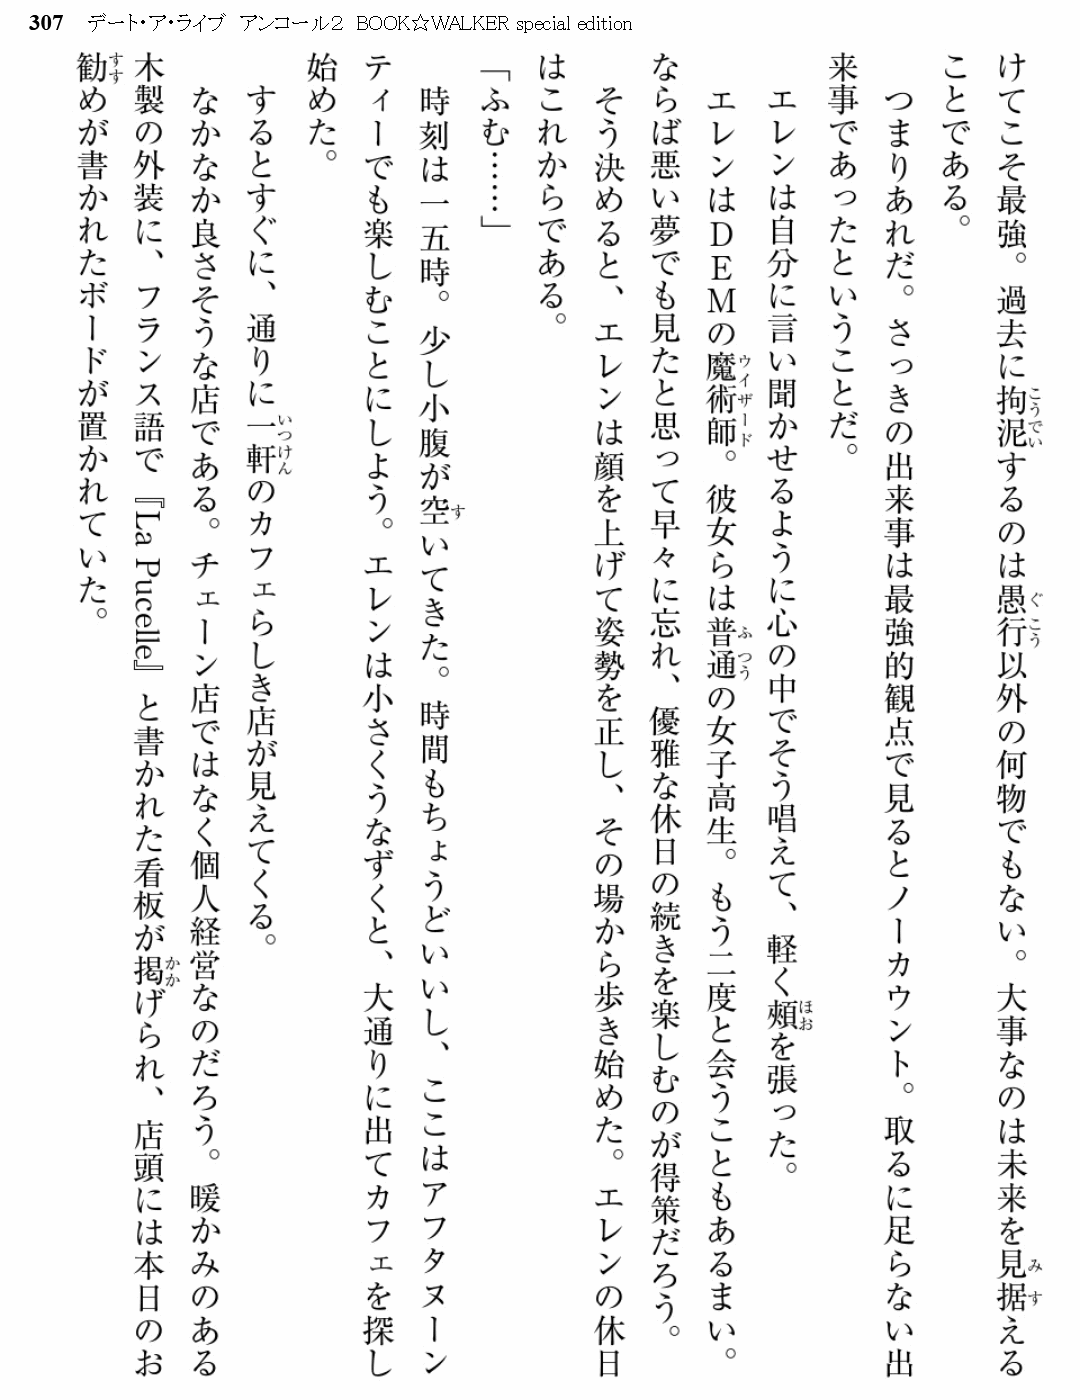 307 デート・ア・ライブ アンコール2 BOOK☆WALKER special edition
けてこそ最強。過去に拘泥するのは愚行以外の何物でもない。大事なのは未来を見据える
ことである。
つまりあれだ。さっきの出来事は最強的観点で見るとノーカウント。取るに足らない出
来事であったということだ。
エレンは自分に言い聞かせるように心の中でそう唱えて、軽く頰を張った。
エレンはDEMの魔術師。彼女らは普通の女子高生。もう二度と会うこともあるまい。
ならば悪い夢でも見たと思って早々に忘れ、優雅な休日の続きを楽しむのが得策だろう。
そう決めると、エレンは顔を上げて姿勢を正し、その場から歩き始めた。エレンの休日
はこれからである。
「ふむ……」
時刻は一五時。少し小腹が空いてきた。時間もちょうどいいし、ここはアフタヌーン
ティーでも楽しむことにしよう。エレンは小さくうなずくと、大通りに出てカフェを探し
始めた。
するとすぐに、通りに一軒のカフェらしき店が見えてくる。
なかなか良さそうな店である。チェーン店ではなく個人経営なのだろう。暖かみのある
木製の外装に、フランス語で『La Pucelle』と書かれた看板が掲げられ、店頭には本日のお
勧めが書かれたボードが置かれていた。